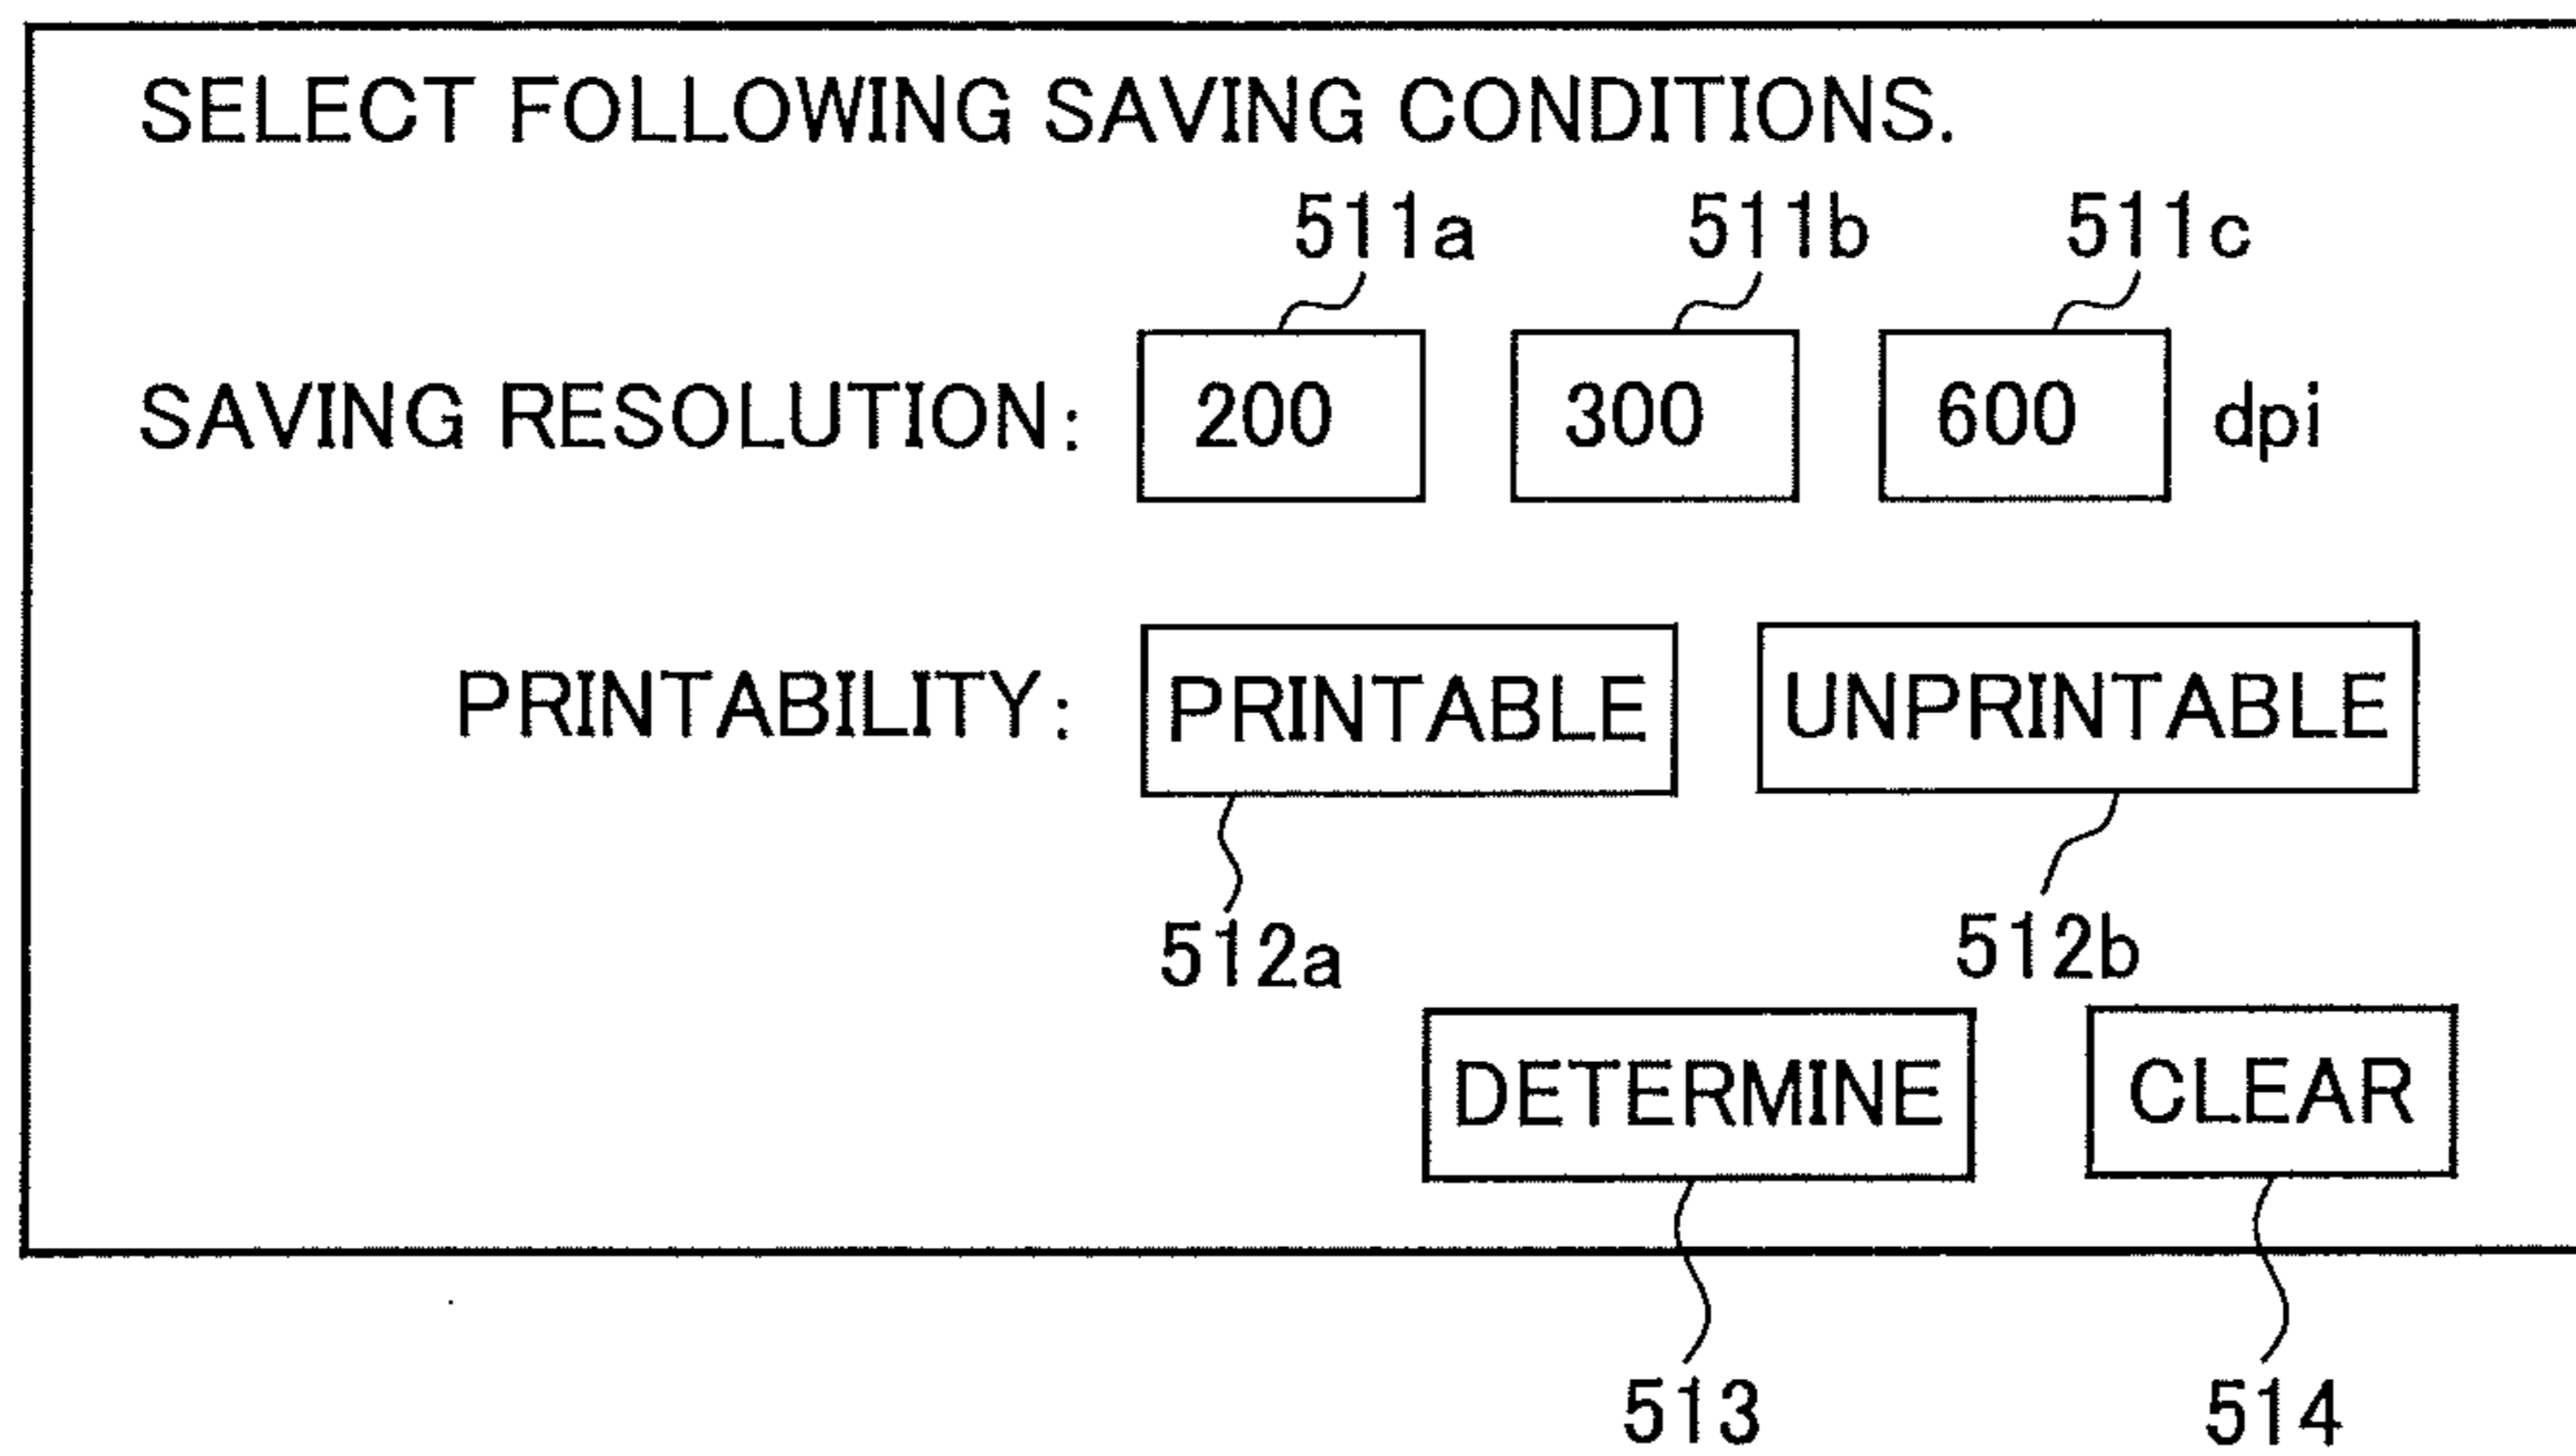 SELECT FOLLOWING SAVING CONDITIONS.
511a 511b 511c
SAVING RESOLUTION: 200 300 600 dpi
PRINTABILITY: PRINTABLE UNPRINTABLE
512a 512b
DETERMINE CLEAR
513 514